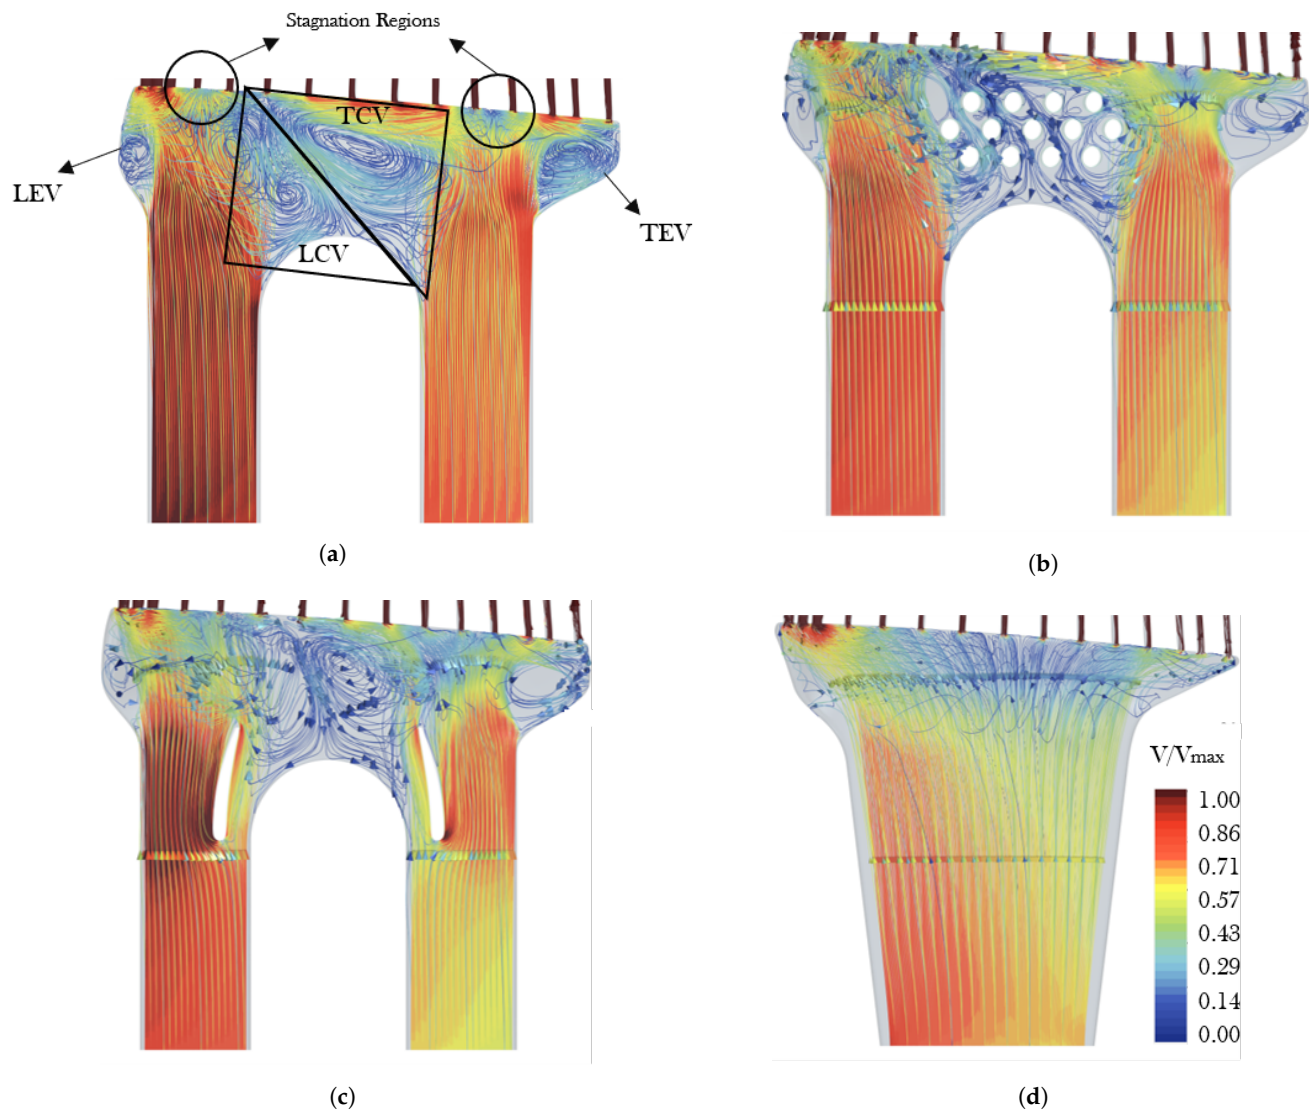 Stagnation Regions
TCV
LEV
LCV
TEV
(a)
(b)
V/Vmax
1.00
0.86
0.71
0.57
0.43
0.29
0.14
0.00
(c)
(d)